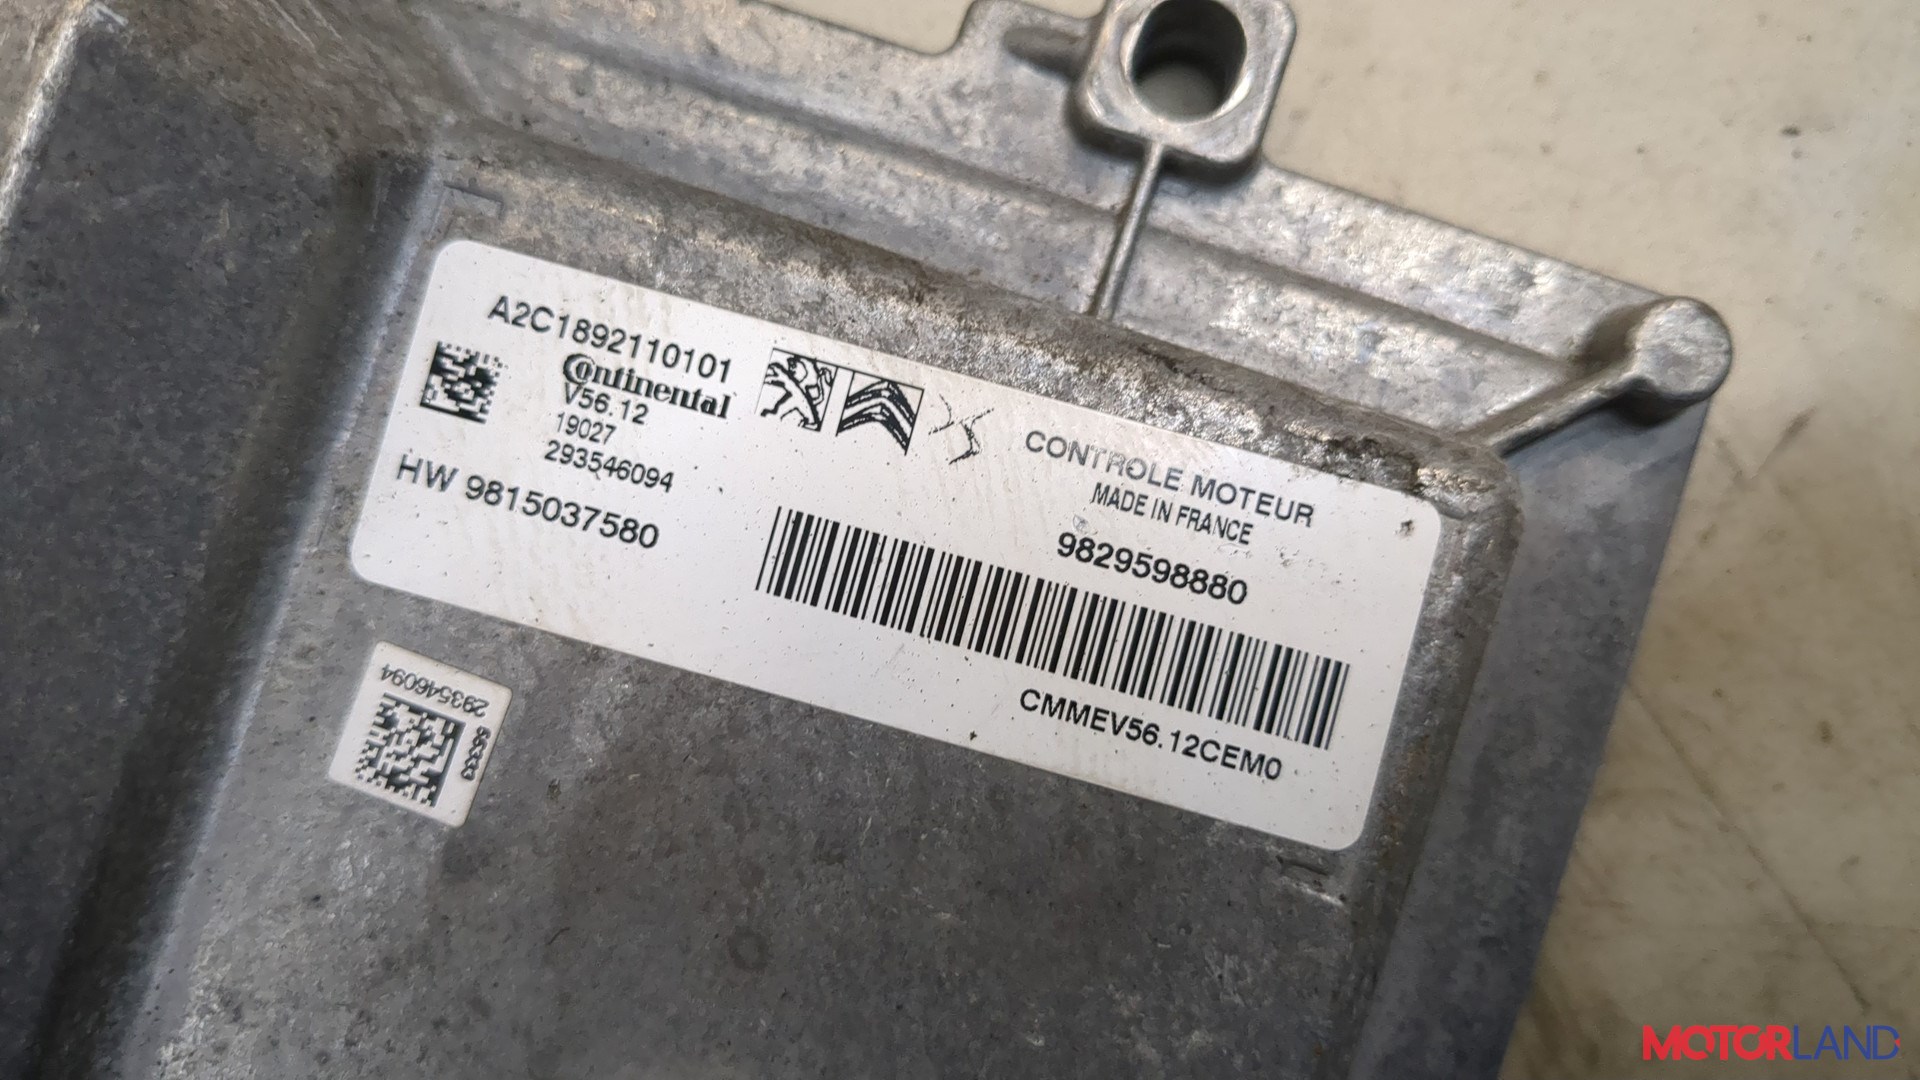 A2C1892110101
Continental
V56.12
19027
293546094
HW 9815037580
CONTROLE MOTEUR
MADE IN FRANCE
9829598880
CMMEV56.12CEM0
293546094
MOTORLAND